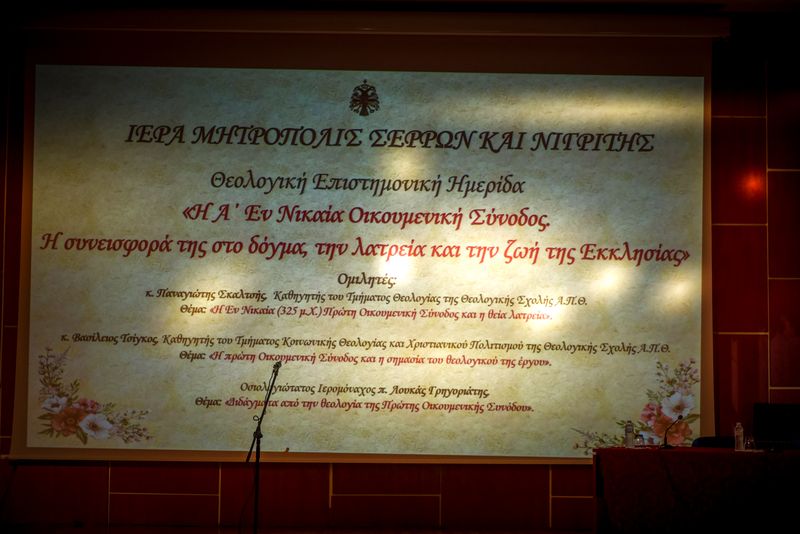 ΙΕΡΑ ΜΗΤΡΟΠΟΛΙΣ ΣΕΡΡΩΝ ΚΑΙ ΝΙΓΡΙΤΗΣ
Θεολογική Επιστημονική Ημερίδα
«Η Α΄ Εν Νικαία Οικουμενική Σύνοδος.
Η συνεισφορά της στο δόγμα, την λατρεία και την ζωή της Εκκλησίας»
Ομιλητές:
κ. Παναγιώτης Σκαλτσής, Καθηγητής του Τμήματος Θεολογίας της Θεολογικής Σχολής Α.Π.Θ.
Θέμα: «Η Εν Νικαία (325 μ.Χ.) Πρώτη Οικουμενική Σύνοδος και η θεία λατρεία».
κ. Βασίλειος Τσίγκος, Καθηγητής του Τμήματος Κοινωνικής Θεολογίας και Χριστιανικού Πολιτισμού της Θεολογικής Σχολής Α.Π.Θ.
Θέμα: «Η πρώτη Οικουμενική Σύνοδος και η σημασία του θεολογικού της έργου».
Οσιολογιώτατος Ιερομόναχος π. Λουκάς Γρηγοριάτης,
Θέμα: «Διδάγματα από την θεολογία της Πρώτης Οικουμενικής Συνόδου».